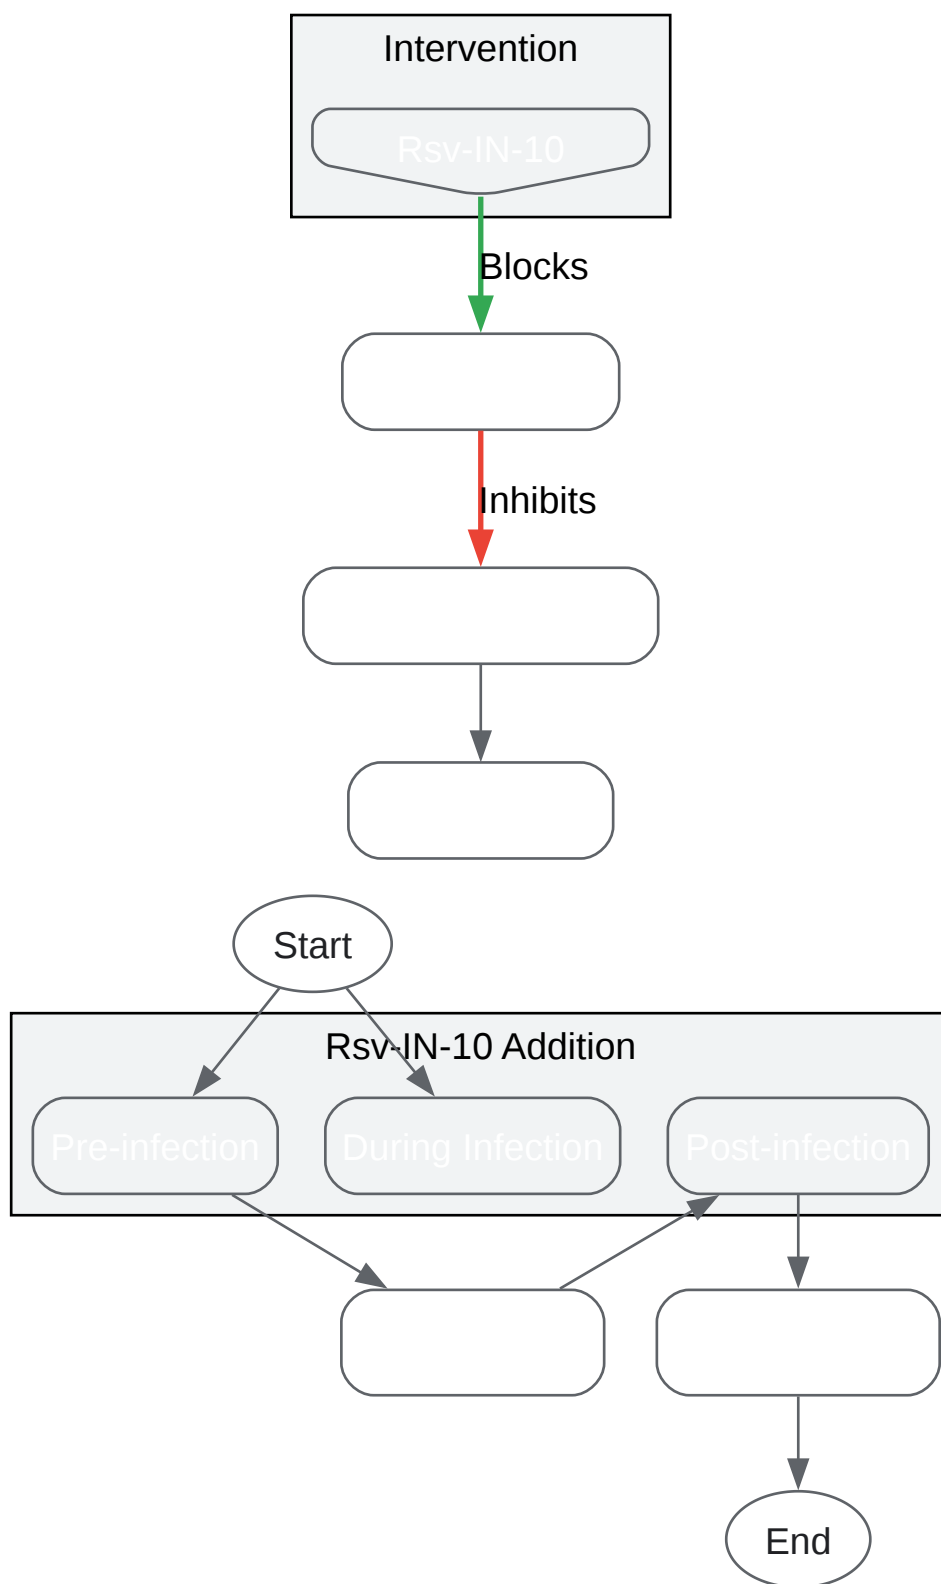 Intervention
Rsv-IN-10
Blocks
Inhibits
Start
Rsv-IN-10 Addition
Pre-infection
During Infection
Post-infection
End